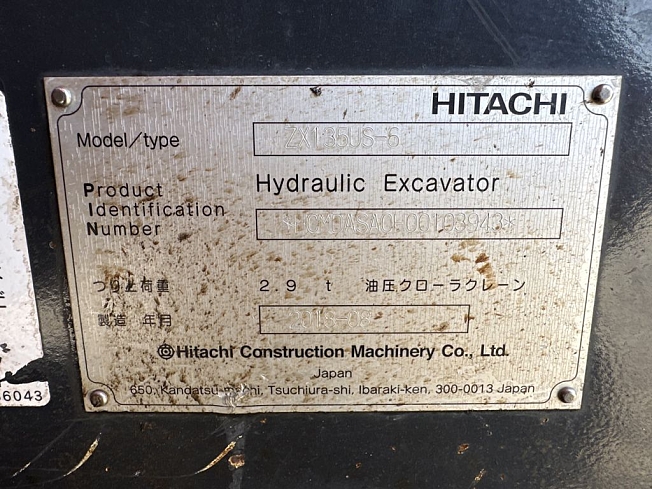 HITACHI
Model/type ZX135US-6
Product Hydraulic Excavator
Identification
Number
つり上荷重 2.9 t 油圧クローラクレーン
製造 年月
Hitachi Construction Machinery Co., Ltd.
Japan
650, Kandatsu-machi, Tsuchiura-shi, Ibaraki-ken, 300-0013 Japan
6043